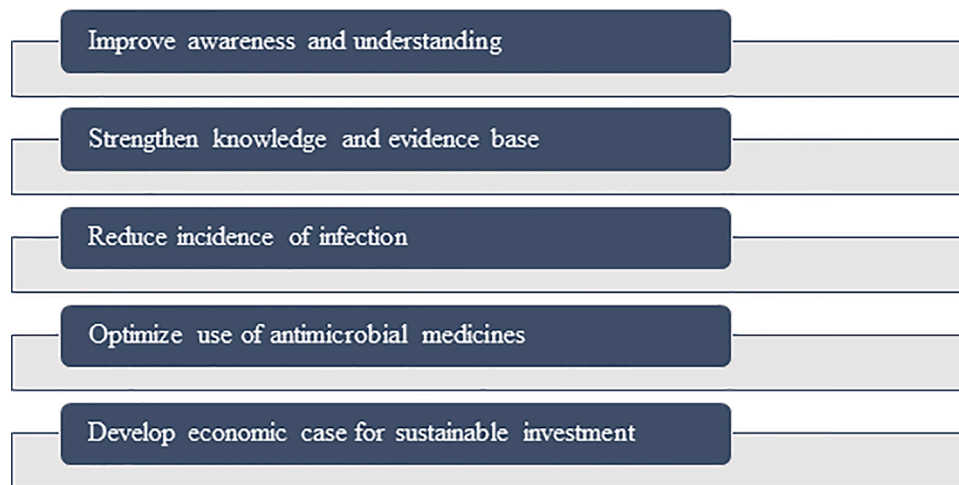 Improve awareness and understanding
Strengthen knowledge and evidence base
Reduce incidence of infection
Optimize use of antimicrobial medicines
Develop economic case for sustainable investment